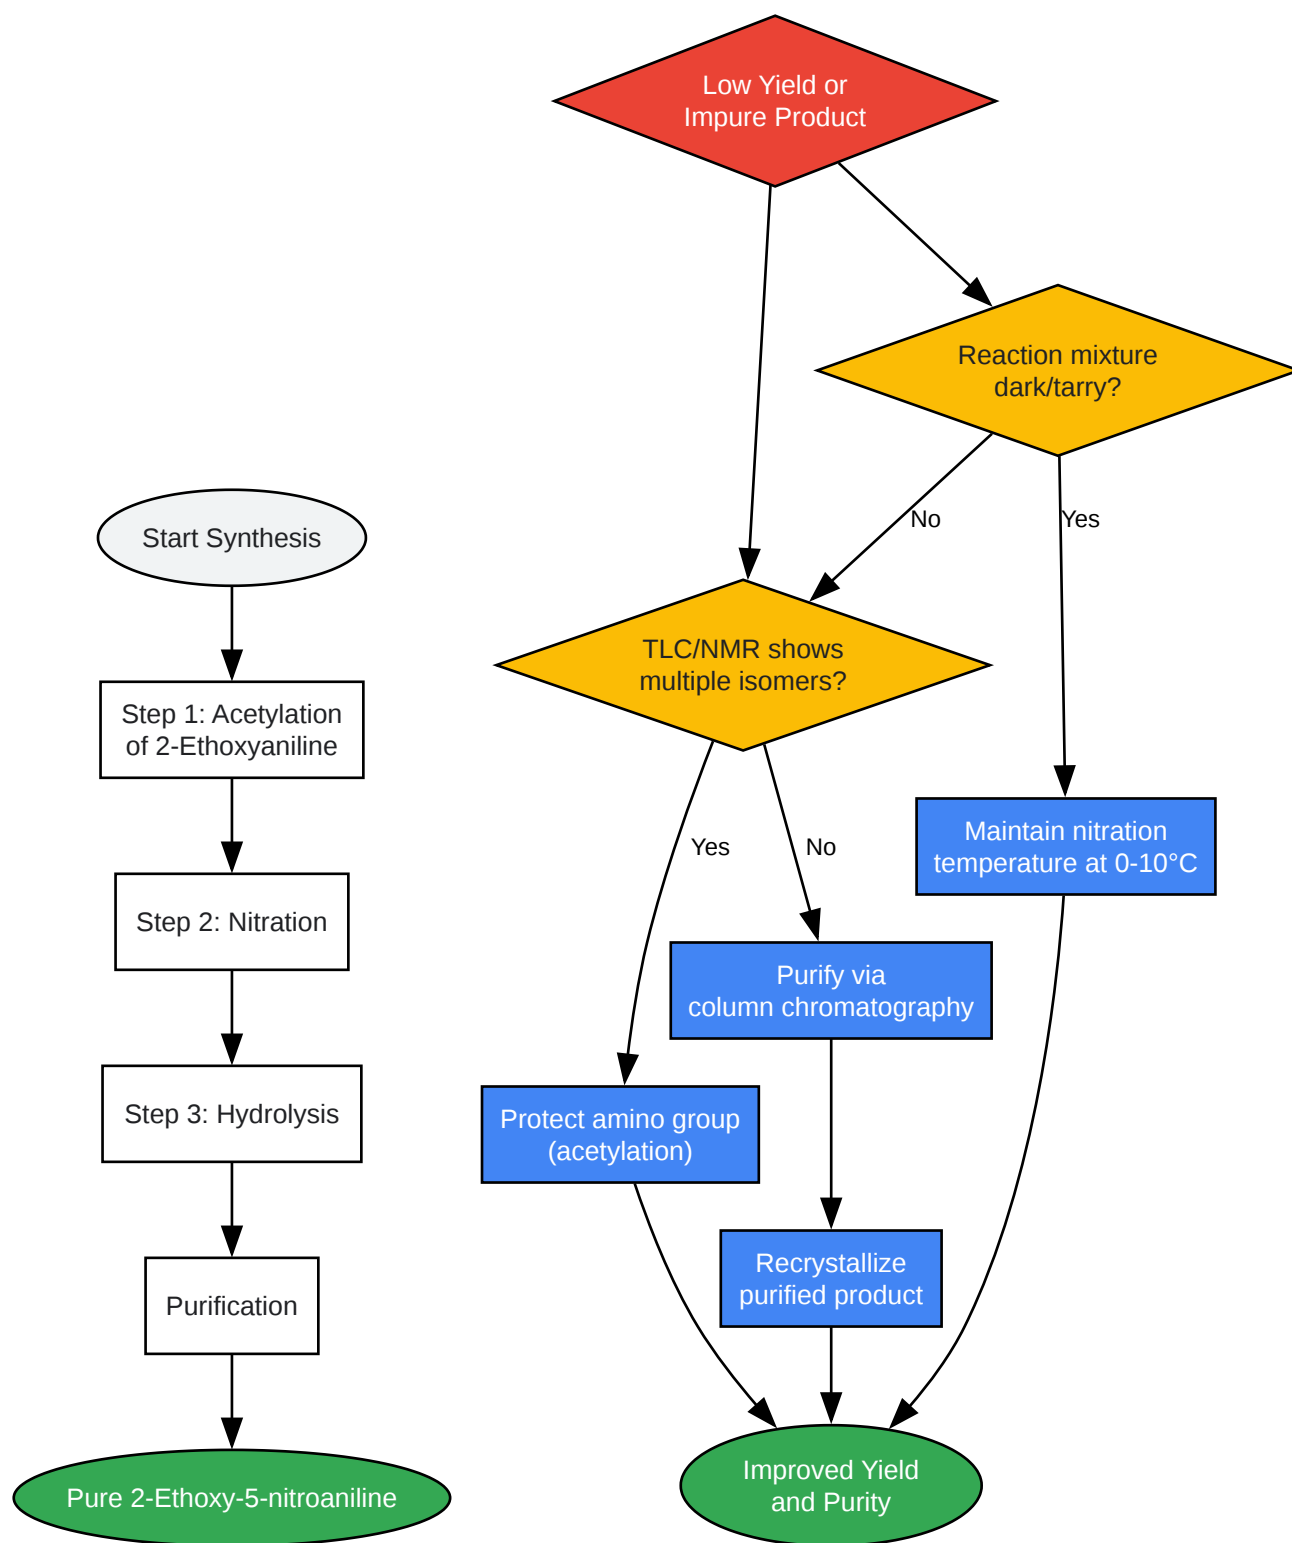 Low Yield or
Impure Product
Reaction mixture
dark/tarry?
No
Yes
Start Synthesis
TLC/NMR shows
multiple isomers?
Step 1: Acetylation
of 2-Ethoxyaniline
Yes
No
Maintain nitration
temperature at 0-10°C
Step 2: Nitration
Purify via
column chromatography
Step 3: Hydrolysis
Protect amino group
(acetylation)
Recrystallize
purified product
Purification
Improved Yield
and Purity
Pure 2-Ethoxy-5-nitroaniline